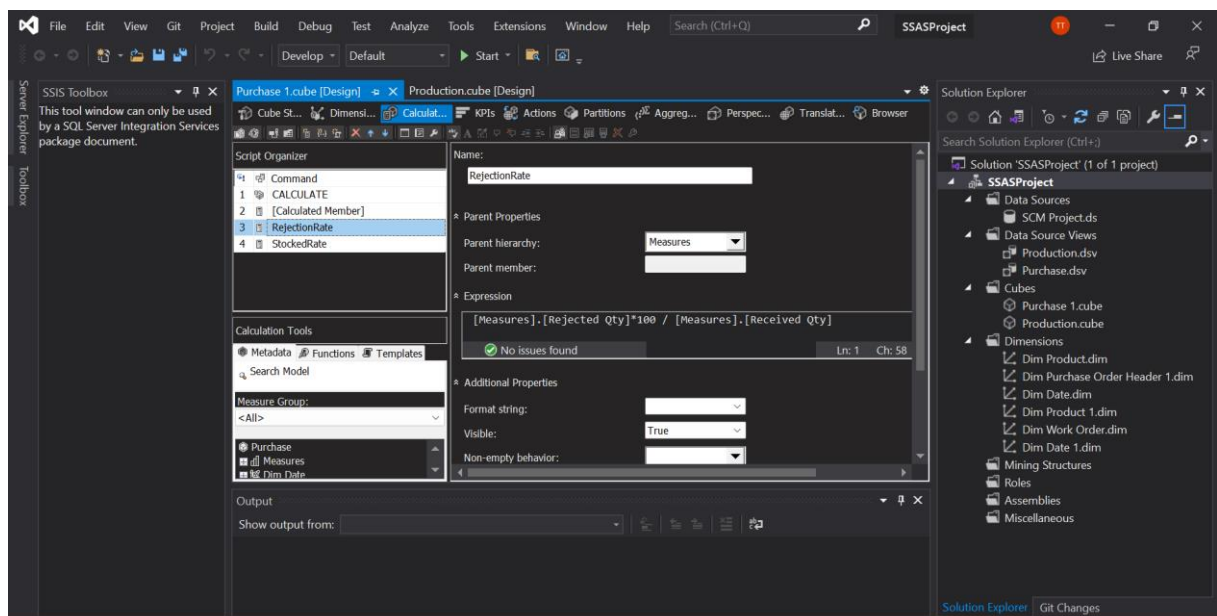 File Edit View Git Project Build Debug Test Analyze Tools Extensions Window Help Search (Ctrl+Q) SSASProject TT
Develop Default Start Live Share
Server Explorer
Toolbox
SSIS Toolbox
This tool window can only be used
by a SQL Server Integration Services
package document.
Purchase 1.cube [Design] Production.cube [Design]
Cube St... Dimensi... Calculat... KPIs Actions Partitions Aggreg... Perspec... Translat... Browser
Script Organizer
Command
1 CALCULATE
2 [Calculated Member]
3 RejectionRate
4 StockedRate
Calculation Tools
Metadata Functions Templates
Search Model
Measure Group:
<All>
Purchase
Measures
Dim Date
Name:
RejectionRate
Parent Properties
Parent hierarchy: Measures
Parent member:
Expression
[Measures].[Rejected Qty]*100 / [Measures].[Received Qty]
No issues found Ln: 1 Ch: 58
Additional Properties
Format string:
Visible: True
Non-empty behavior:
Output
Show output from:
Solution Explorer
Search Solution Explorer (Ctrl+;)
Solution 'SSASProject' (1 of 1 project)
SSASProject
Data Sources
SCM Project.ds
Data Source Views
Production.dsv
Purchase.dsv
Cubes
Purchase 1.cube
Production.cube
Dimensions
Dim Product.dim
Dim Purchase Order Header 1.dim
Dim Date.dim
Dim Product 1.dim
Dim Work Order.dim
Dim Date 1.dim
Mining Structures
Roles
Assemblies
Miscellaneous
Solution Explorer Git Changes